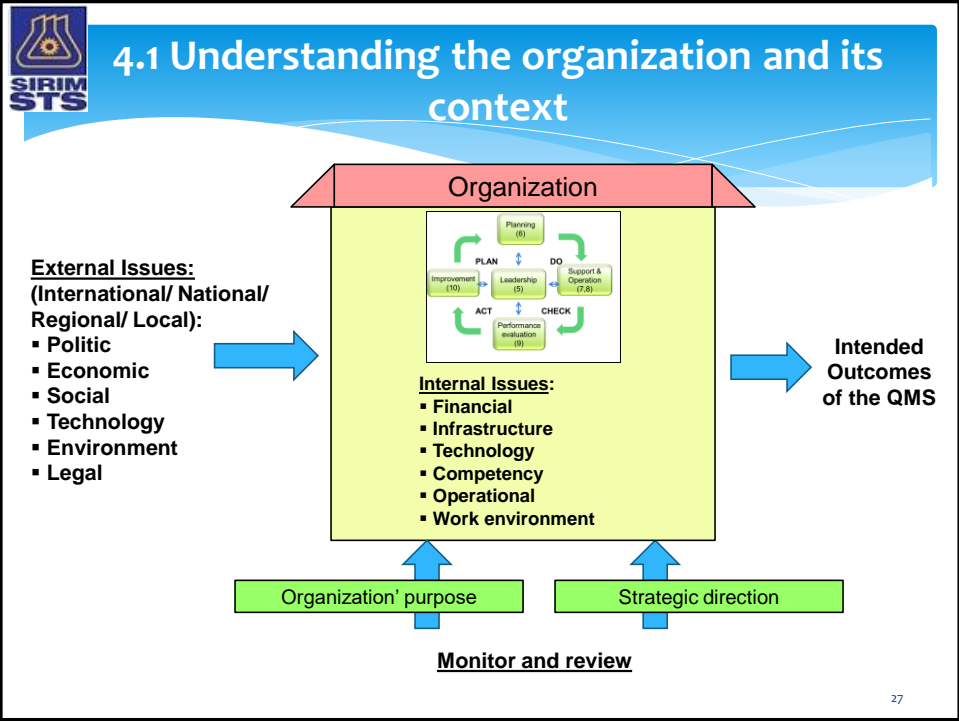 SIRIM
STS
4.1 Understanding the organization and its
context
Organization
Planning
(6)
PLAN
DO
Improvement
(10)
Leadership
(5)
Support &
Operation
(7,8)
ACT
CHECK
Performance
evaluation
(9)
External Issues:
(International/ National/
Regional/ Local):
▪ Politic
▪ Economic
▪ Social
▪ Technology
▪ Environment
▪ Legal
Internal Issues:
▪ Financial
▪ Infrastructure
▪ Technology
▪ Competency
▪ Operational
▪ Work environment
Intended
Outcomes
of the QMS
Organization' purpose
Strategic direction
Monitor and review
27